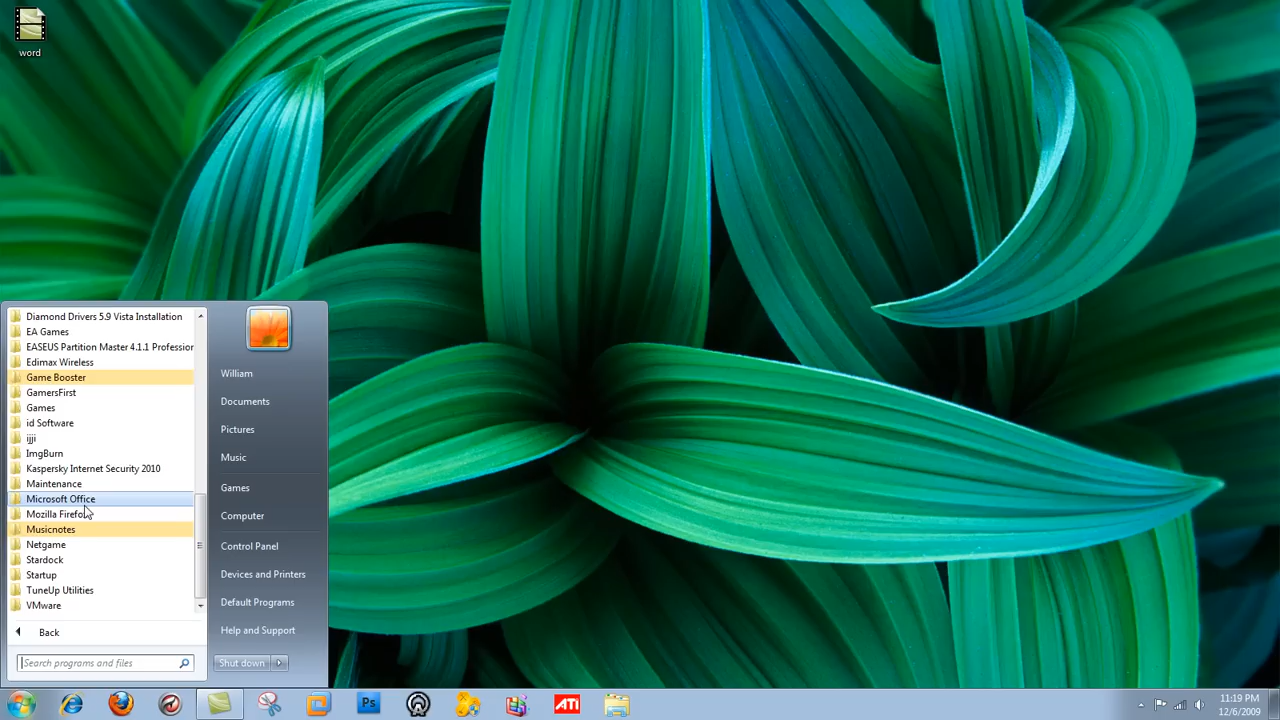 word
Diamond Drivers 5.9 Vista Installation
EA Games
EASEUS Partition Master 4.1.1 Profession
Edimax Wireless
Game Booster
GamersFirst
Games
id Software
ijji
ImgBurn
Kaspersky Internet Security 2010
Maintenance
Microsoft Office
Mozilla Firefox
Musicnotes
Netgame
Stardock
Startup
TuneUp Utilities
VMware
Back
Search programs and files
William
Documents
Pictures
Music
Games
Computer
Control Panel
Devices and Printers
Default Programs
Help and Support
Shut down
Ps
ATI
11:19 PM
12/6/2009